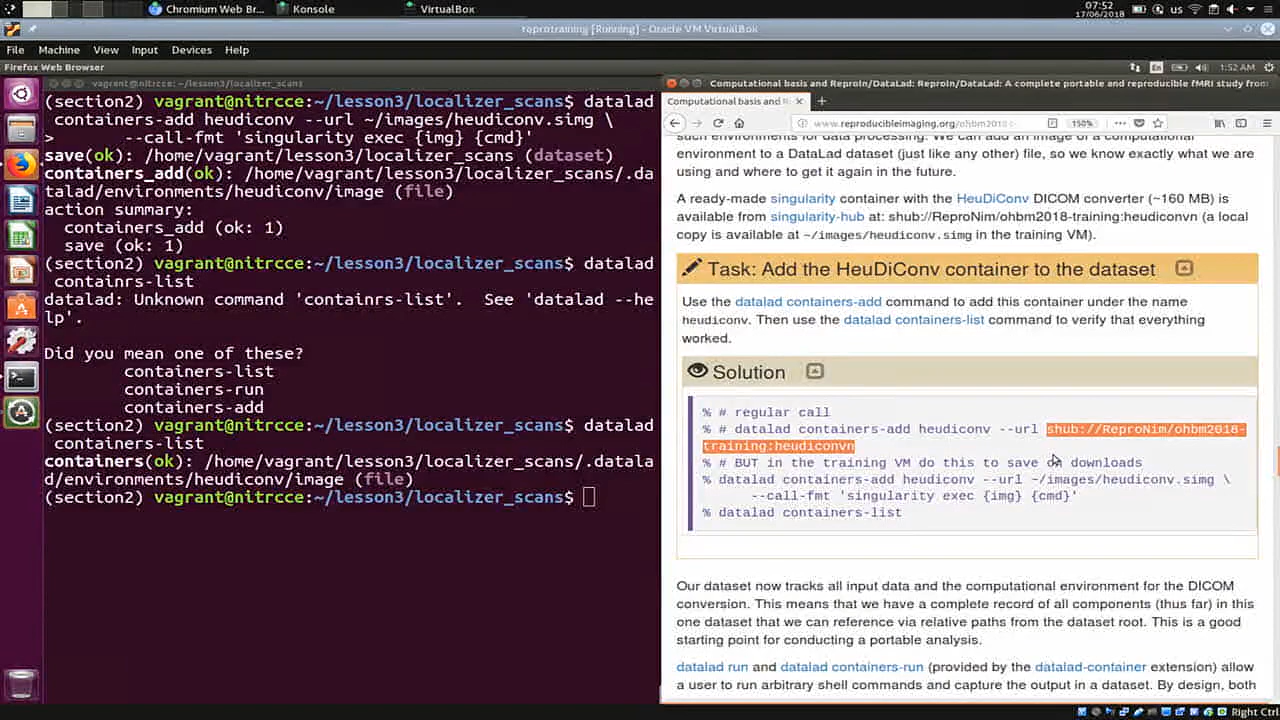 Chromium Web Br...
Konsole
VirtualBox
07:52
17/06/2018
us
reprotraining [Running] - Oracle VM VirtualBox
File Machine View Input Devices Help
Firefox Web Browser
En
1:52 AM
vagrant@nitrcce: ~/lesson3/localizer_scans
(section2) vagrant@nitrcce:~/lesson3/localizer_scans$ datalad
containers-add heudiconv --url ~/images/heudiconv.simg \
> --call-fmt 'singularity exec {img} {cmd}'
save(ok): /home/vagrant/lesson3/localizer_scans (dataset)
containers_add(ok): /home/vagrant/lesson3/localizer_scans/.da
talad/environments/heudiconv/image (file)
action summary:
containers_add (ok: 1)
save (ok: 1)
(section2) vagrant@nitrcce:~/lesson3/localizer_scans$ datalad
containrs-list
datalad: Unknown command 'containrs-list'. See 'datalad --he
lp'.
Did you mean one of these?
containers-list
containers-run
containers-add
(section2) vagrant@nitrcce:~/lesson3/localizer_scans$ datalad
containers-list
containers(ok): /home/vagrant/lesson3/localizer_scans/.datala
d/environments/heudiconv/image (file)
(section2) vagrant@nitrcce:~/lesson3/localizer_scans$
Computational basis and ReproIn/DataLad: ReproIn/DataLad: A complete portable and reproducible fMRI study from
Computational basis and R
www.reproducibleimaging.org/ohbm2018-
150%
such environments for data processing. We can add an image of a computational
environment to a DataLad dataset (just like any other) file, so we know exactly what we are
using and where to get it again in the future.
A ready-made singularity container with the HeuDiConv DICOM converter (~160 MB) is
available from singularity-hub at: shub://ReproNim/ohbm2018-training:heudiconvn (a local
copy is available at ~/images/heudiconv.simg in the training VM).
Task: Add the HeuDiConv container to the dataset
Use the datalad containers-add command to add this container under the name
heudiconv. Then use the datalad containers-list command to verify that everything
worked.
Solution
% # regular call
% # datalad containers-add heudiconv --url shub://ReproNim/ohbm2018-
training:heudiconvn
% # BUT in the training VM do this to save on downloads
% datalad containers-add heudiconv --url ~/images/heudiconv.simg \
--call-fmt 'singularity exec {img} {cmd}'
% datalad containers-list
Our dataset now tracks all input data and the computational environment for the DICOM
conversion. This means that we have a complete record of all components (thus far) in this
one dataset that we can reference via relative paths from the dataset root. This is a good
starting point for conducting a portable analysis.
datalad run and datalad containers-run (provided by the datalad-container extension) allow
a user to run arbitrary shell commands and capture the output in a dataset. By design, both
Right Ctrl